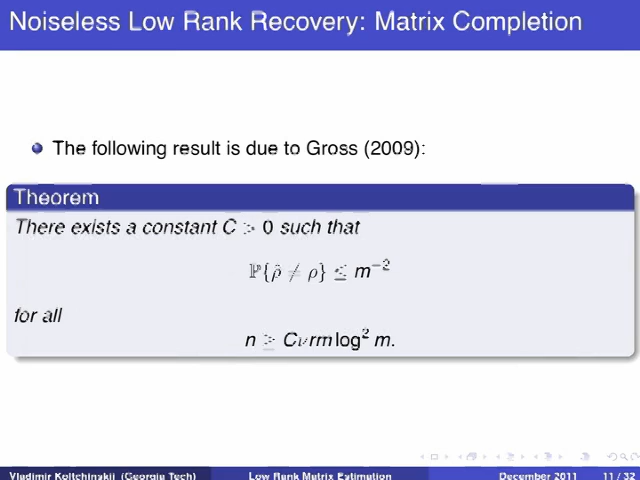 Noiseless Low Rank Recovery: Matrix Completion
The following result is due to Gross (2009):
Theorem
There exists a constant C > 0 such that
ℙ{ρ̂ ≠ ρ} ≤ m⁻²
for all
n ≥ Cνrm log² m.
Vladimir Koltchinskii (Georgia Tech) Low Rank Matrix Estimation December 2011 11 / 32